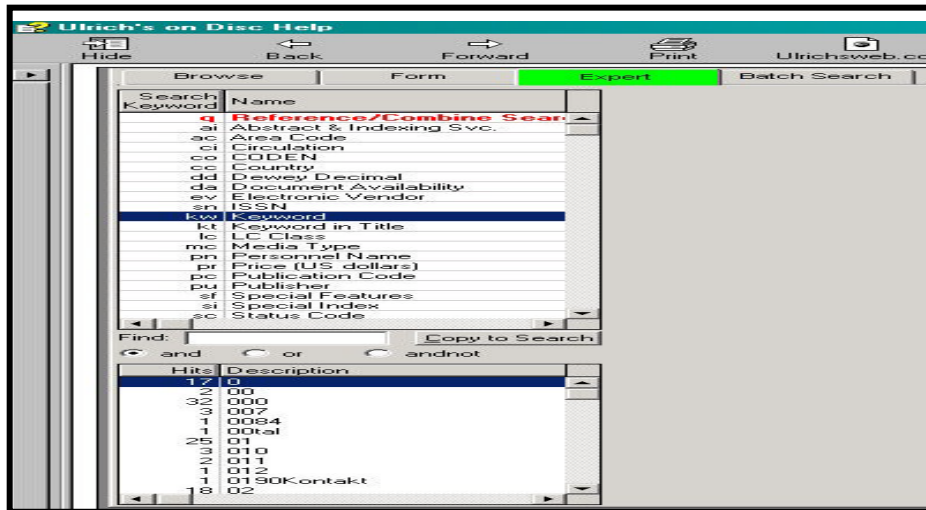 Ulrich's on Disc Help
Hide Back Forward Print Ulrichsweb.co
Browse Form Expert Batch Search
Search Keyword Name
q Reference/Combine Sear
ai Abstract & Indexing Svc.
ac Area Code
ci Circulation
co CODEN
cc Country
dd Dewey Decimal
da Document Availability
ev Electronic Vendor
sn ISSN
kw Keyword
kt Keyword in Title
lc LC Class
mc Media Type
pn Personnel Name
pr Price (US dollars)
pc Publication Code
pu Publisher
sf Special Features
si Special Index
sc Status Code
Find: Copy to Search
and or andnot
Hits Description
17 0
2 00
32 000
3 007
1 0084
1 00tal
25 01
3 010
2 011
1 012
1 0190Kontakt
18 02